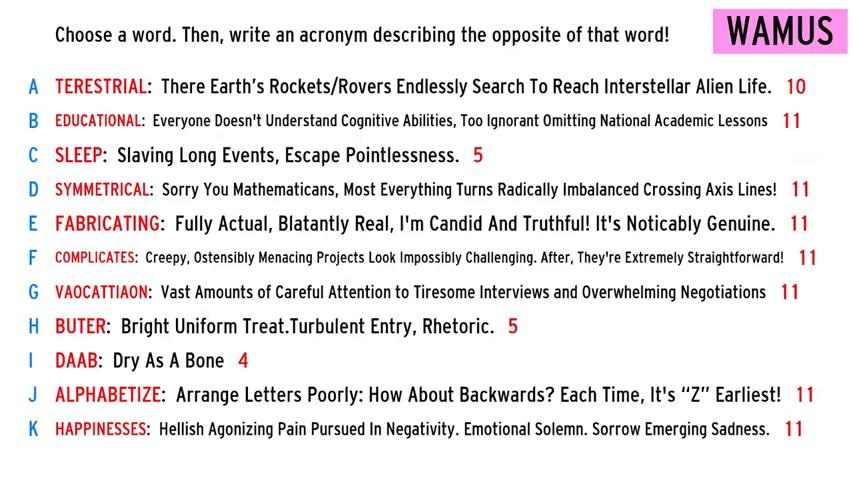 Choose a word. Then, write an acronym describing the opposite of that word!
WAMUS
A TERESTRIAL: There Earth's Rockets/Rovers Endlessly Search To Reach Interstellar Alien Life. 10
B EDUCATIONAL: Everyone Doesn't Understand Cognitive Abilities, Too Ignorant Omitting National Academic Lessons 11
C SLEEP: Slaving Long Events, Escape Pointlessness. 5
D SYMMETRICAL: Sorry You Mathematicans, Most Everything Turns Radically Imbalanced Crossing Axis Lines! 11
E FABRICATING: Fully Actual, Blatantly Real, I'm Candid And Truthful! It's Noticably Genuine. 11
F COMPLICATES: Creepy, Ostensibly Menacing Projects Look Impossibly Challenging. After, They're Extremely Straightforward! 11
G VAOCATTIAON: Vast Amounts of Careful Attention to Tiresome Interviews and Overwhelming Negotiations 11
H BUTER: Bright Uniform Treat.Turbulent Entry, Rhetoric. 5
I DAAB: Dry As A Bone 4
J ALPHABETIZE: Arrange Letters Poorly: How About Backwards? Each Time, It's “Z” Earliest! 11
K HAPPINESSES: Hellish Agonizing Pain Pursued In Negativity. Emotional Solemn. Sorrow Emerging Sadness. 11